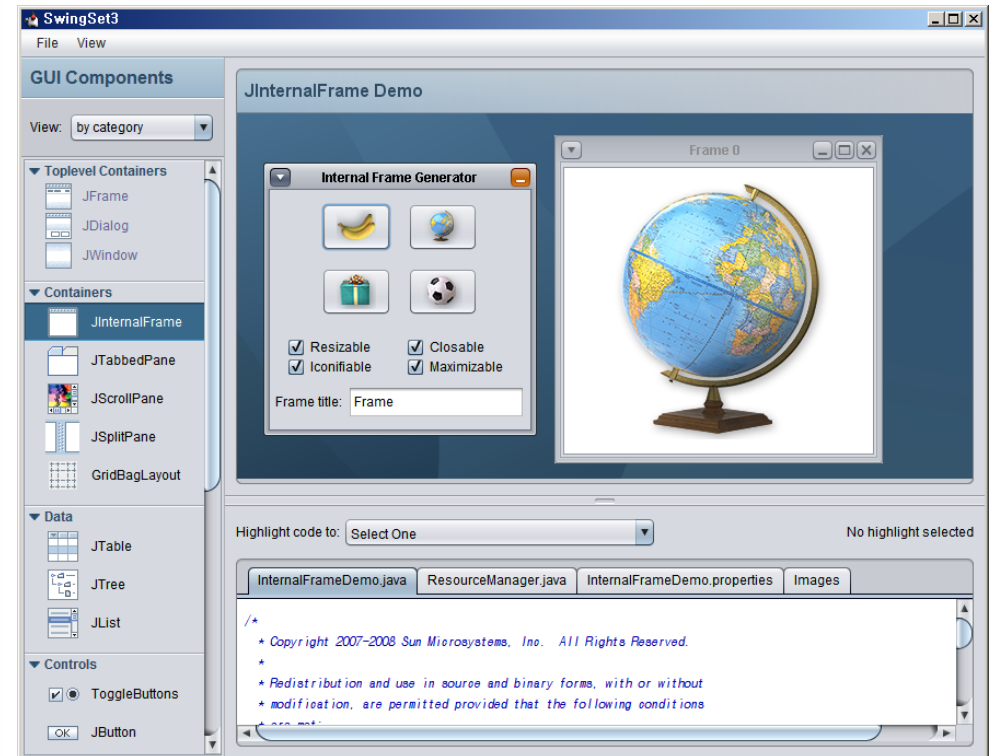 SwingSet3
File View
GUI Components
View: by category
Toplevel Containers
JFrame
JDialog
JWindow
Containers
JInternalFrame
JTabbedPane
JScrollPane
JSplitPane
GridBagLayout
Data
JTable
JTree
JList
Controls
ToggleButtons
OK JButton
JInternalFrame Demo
Internal Frame Generator
Resizable Closable
Iconifiable Maximizable
Frame title: Frame
Frame 0
Highlight code to: Select One No highlight selected
InternalFrameDemo.java ResourceManager.java InternalFrameDemo.properties Images
/*
* Copyright 2007-2008 Sun Microsystems, Inc. All Rights Reserved.
*
* Redistribution and use in source and binary forms, with or without
* modification, are permitted provided that the following conditions
* are met: